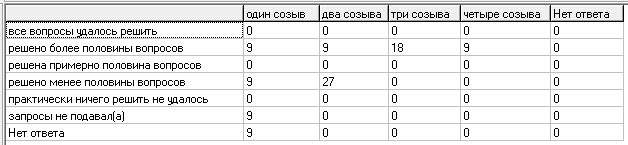 один созыв два созыва три созыва четыре созыва Нет ответа
все вопросы удалось решить 0 0 0 0 0
решено более половины вопросов 9 9 18 9 0
решена примерно половина вопросов 0 0 0 0 0
решено менее половины вопросов 9 27 0 0 0
практически ничего решить не удалось 0 0 0 0 0
запросы не подавал(а) 9 0 0 0 0
Нет ответа 9 0 0 0 0